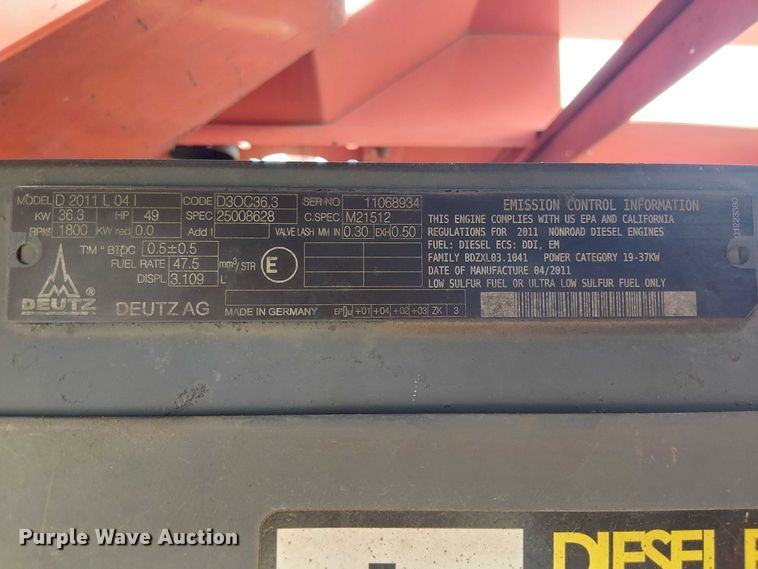 MODEL D 2011 L 04 I CODE D3OC36,3 SERIAL NO 11068934
KW 36,3 HP 49 SPEC 25008628 C.SPEC M21512
RPM 1800 KW red 0.0 Add t VALVE LASH MM IN 0.30 EXH 0.50
TIM° BTDC 0.5±0.5
FUEL RATE 47.5 mm³/STR E
DISPL 3.109 L
DEUTZ ®
DEUTZ AG
MADE IN GERMANY +01 +04 +02 +03 ZK 3
EMISSION CONTROL INFORMATION
THIS ENGINE COMPLIES WITH US EPA AND CALIFORNIA
REGULATIONS FOR 2011 NONROAD DIESEL ENGINES
FUEL: DIESEL ECS: DDI, EM
FAMILY BDZXL03.1041 POWER CATEGORY 19-37KW
DATE OF MANUFACTURE 04/2011
LOW SULFUR FUEL OR ULTRA LOW SULFUR FUEL ONLY
DIESEL
Purple Wave Auction